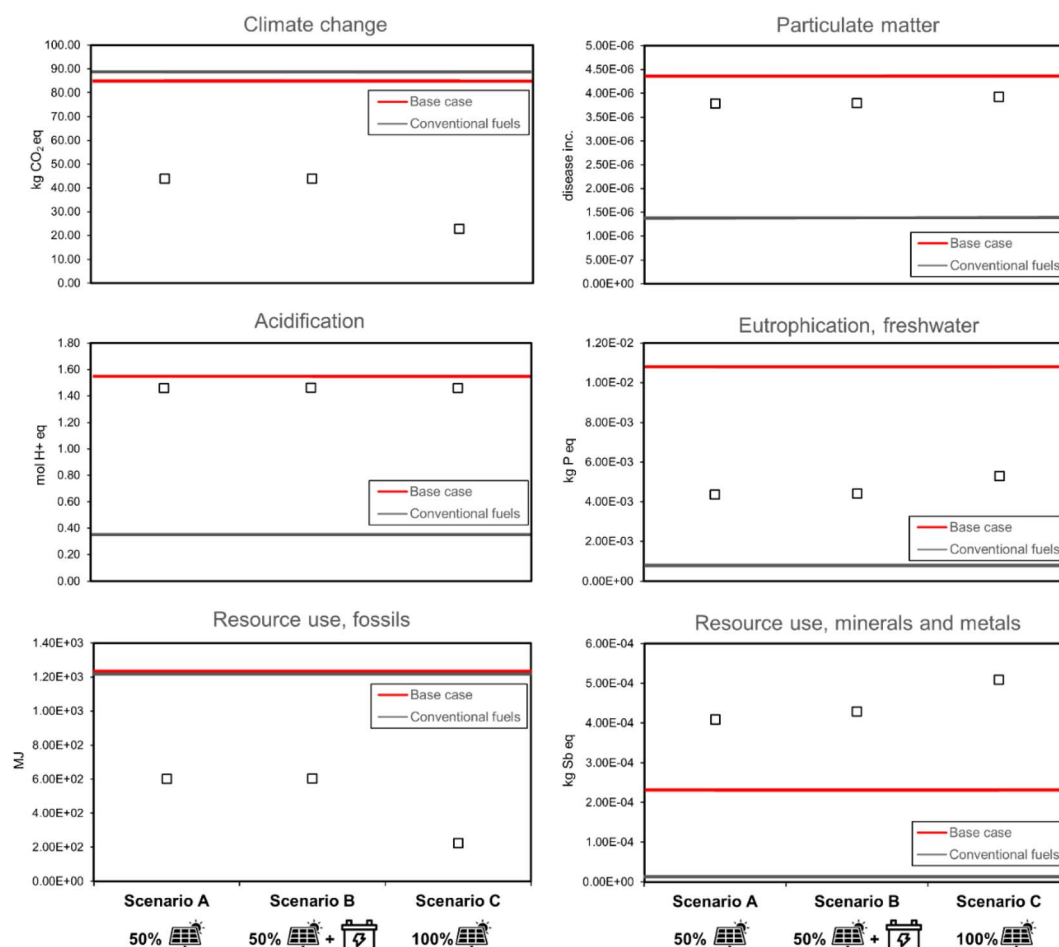 Climate change
100.00
90.00
80.00
70.00
60.00
50.00
40.00
30.00
20.00
10.00
0.00
kg CO2 eq
Base case
Conventional fuels
Particulate matter
5.00E-06
4.50E-06
4.00E-06
3.50E-06
3.00E-06
2.50E-06
2.00E-06
1.50E-06
1.00E-06
5.00E-07
0.00E+00
disease inc.
Base case
Conventional fuels
Acidification
1.80
1.60
1.40
1.20
1.00
0.80
0.60
0.40
0.20
0.00
mol H+ eq
Base case
Conventional fuels
Eutrophication, freshwater
1.20E-02
1.00E-02
8.00E-03
6.00E-03
4.00E-03
2.00E-03
0.00E+00
kg P eq
Base case
Conventional fuels
Resource use, fossils
1.40E+03
1.20E+03
1.00E+03
8.00E+02
6.00E+02
4.00E+02
2.00E+02
0.00E+00
MJ
Base case
Conventional fuels
Resource use, minerals and metals
6.00E-04
5.00E-04
4.00E-04
3.00E-04
2.00E-04
1.00E-04
0.00E+00
kg Sb eq
Base case
Conventional fuels
Scenario A Scenario B Scenario C
50% 50% + 100%
Scenario A Scenario B Scenario C
50% 50% + 100%